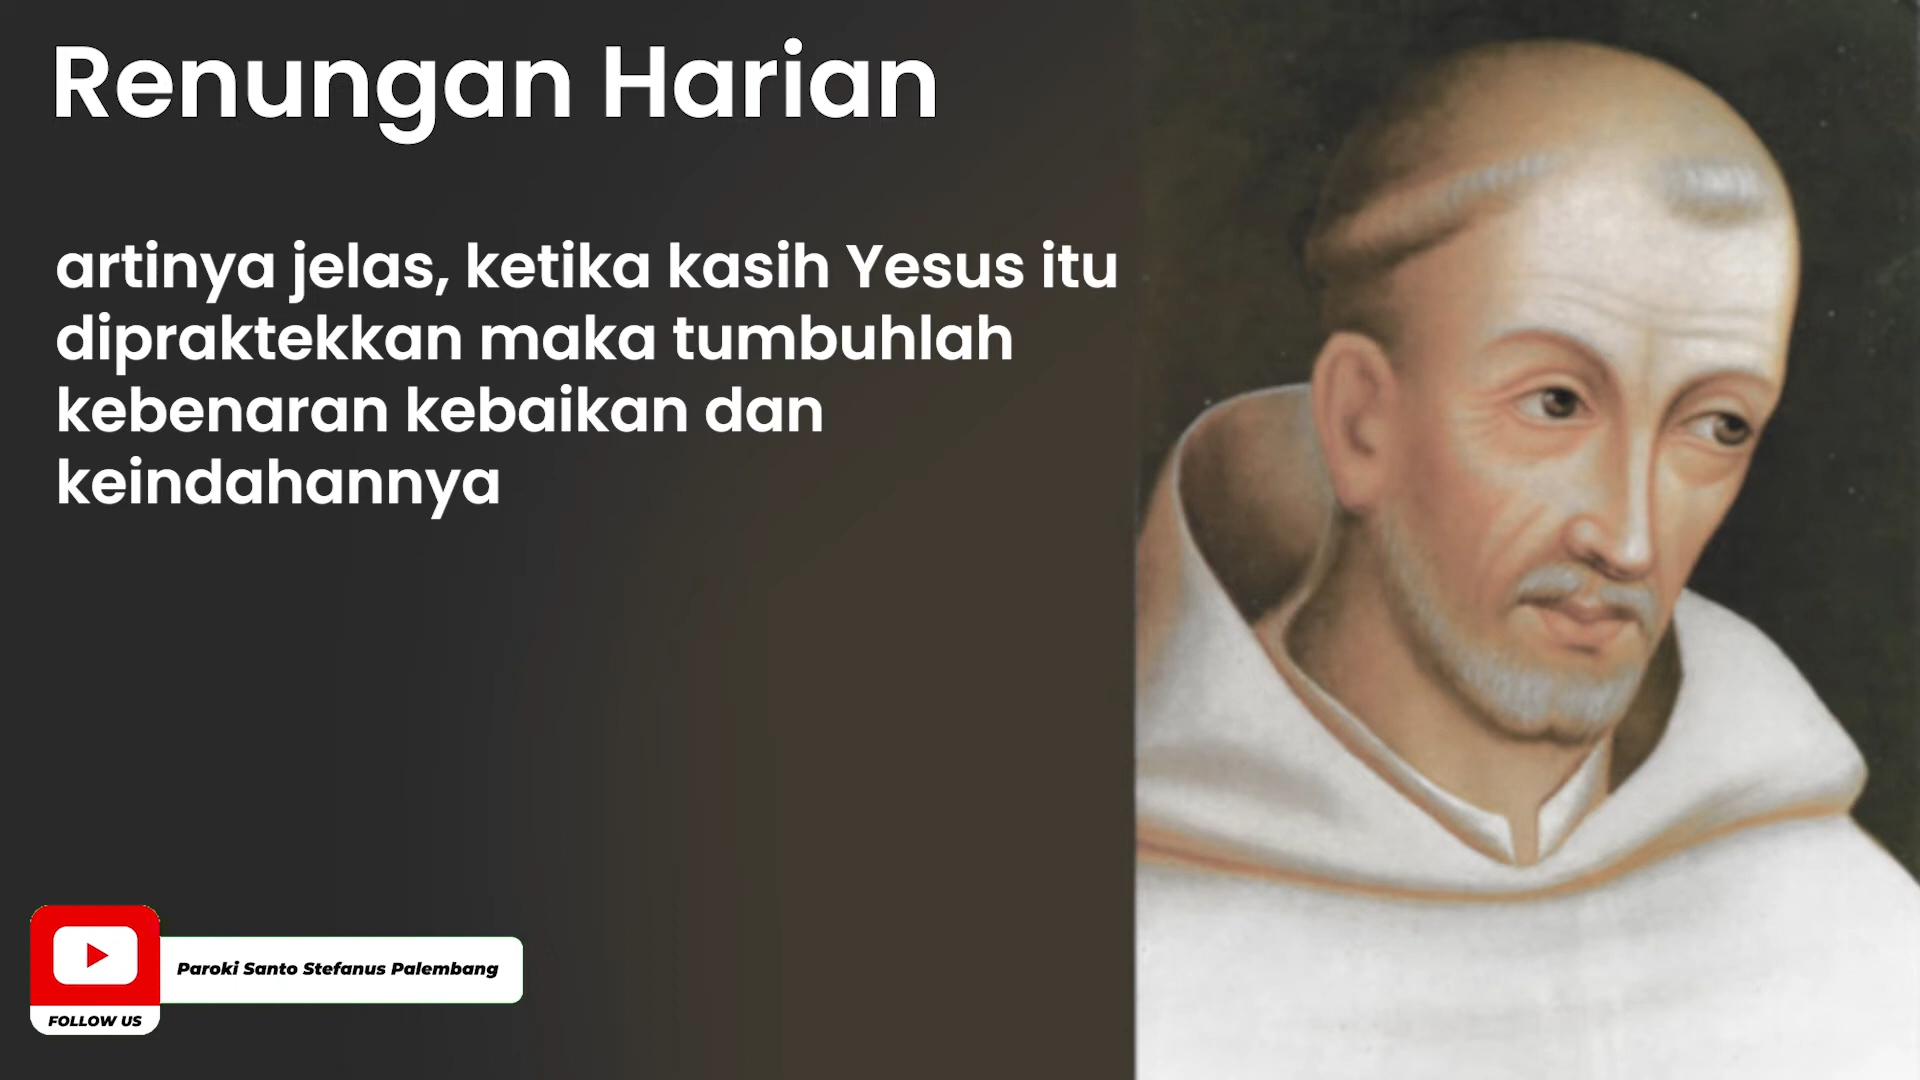 Renungan Harian
artinya jelas, ketika kasih Yesus itu
dipraktekkan maka tumbuhlah
kebenaran kebaikan dan
keindahannya
Paroki Santo Stefanus Palembang
FOLLOW US